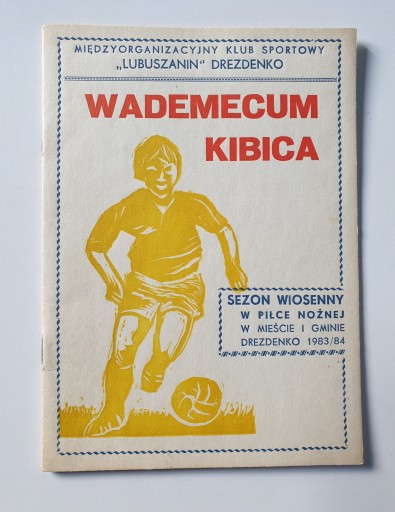 MIĘDZYORGANIZACYJNY KLUB SPORTOWY
„LUBUSZANIN" DREZDENKO
WADEMECUM
KIBICA
SEZON WIOSENNY
W PIŁCE NOŻNEJ
W MIEŚCIE I GMINIE
DREZDENKO 1983/84